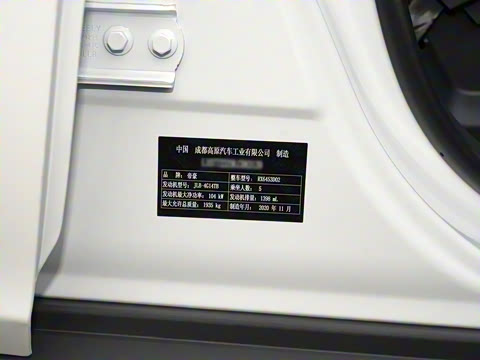 中国 成都高原汽车工业有限公司 制造
品 牌：帝豪 整车型号：HX6453D02
发动机型号：JLB-4G14TB 乘坐人数：5
发动机最大净功率：104 kW 发动机排量：1398 mL
最大允许总质量：1935 kg 制造年月：2020 年 11 月